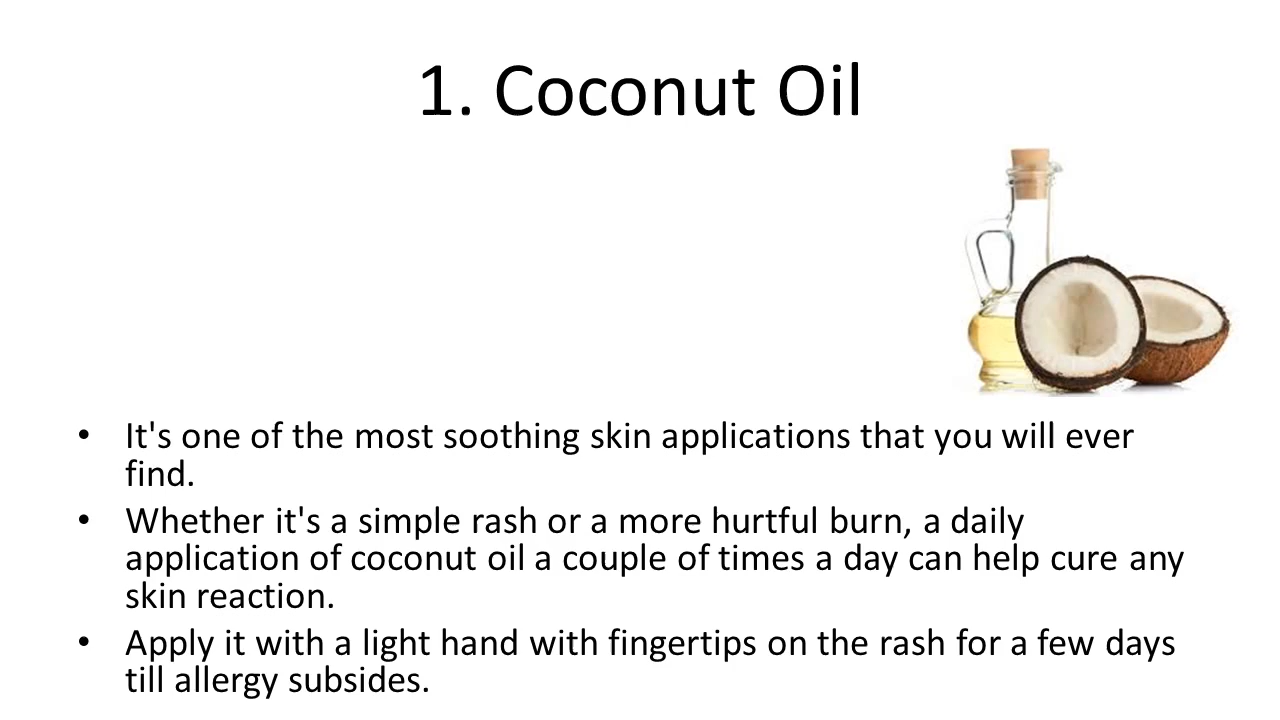 1. Coconut Oil
• It's one of the most soothing skin applications that you will ever
find.
• Whether it's a simple rash or a more hurtful burn, a daily
application of coconut oil a couple of times a day can help cure any
skin reaction.
• Apply it with a light hand with fingertips on the rash for a few days
till allergy subsides.